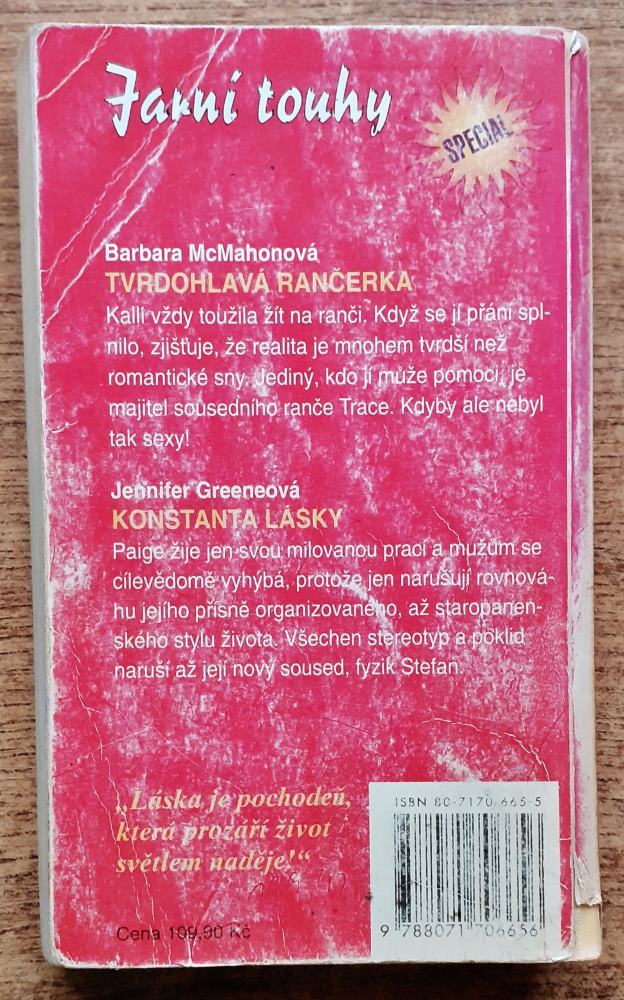 Jarní touhy
SPECIAL
Barbara McMahonová
TVRDOHLAVÁ RANČERKA
Kalli vždy toužila žít na ranči. Když se jí přání spl-
nilo, zjišťuje, že realita je mnohem tvrdší než
romantické sny. Jediný, kdo jí může pomoci, je
majitel sousedního ranče Trace. Kdyby ale nebyl
tak sexy!
Jennifer Greeneová
KONSTANTA LÁSKY
Paige žije jen svou milovanou prací a mužům se
cílevědomě vyhýbá, protože jen narušují rovnová-
hu jejího přísně organizovaného, až staropanen-
ského stylu života. Všechen stereotyp a poklid
naruší až její nový soused, fyzik Stefan.
„Láska je pochodeň,
která prozáří život
světlem naděje!“
Cena 109,90 Kč
ISBN 80-7170-665-5
9 788071 706656